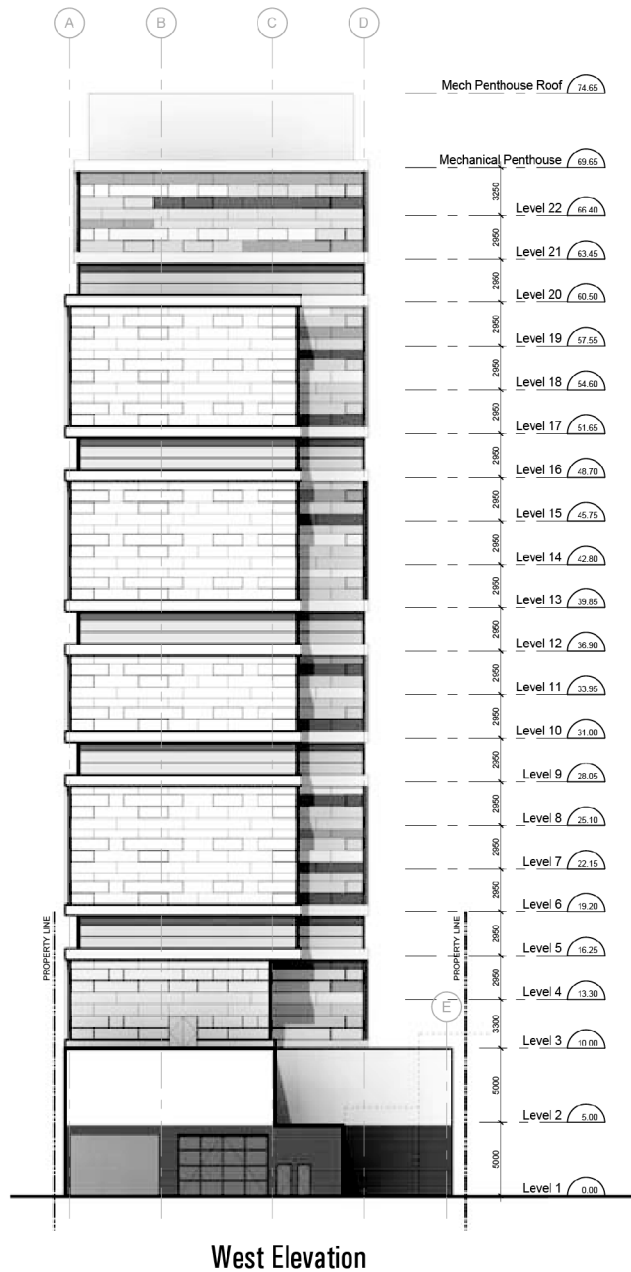 A B C D
Mech Penthouse Roof 74.65
Mechanical Penthouse 69.65
3250
Level 22 66.40
2950
Level 21 63.45
2950
Level 20 60.50
2950
Level 19 57.55
2950
Level 18 54.60
2950
Level 17 51.65
2950
Level 16 48.70
2950
Level 15 45.75
2950
Level 14 42.80
2950
Level 13 39.85
2950
Level 12 36.90
2950
Level 11 33.95
2950
Level 10 31.00
2950
Level 9 28.05
2950
Level 8 25.10
2950
Level 7 22.15
2950
Level 6 19.20
PROPERTY LINE
PROPERTY LINE
2950
Level 5 16.25
2950
Level 4 13.30
E
3300
Level 3 10.00
5000
Level 2 5.00
5000
Level 1 0.00
West Elevation